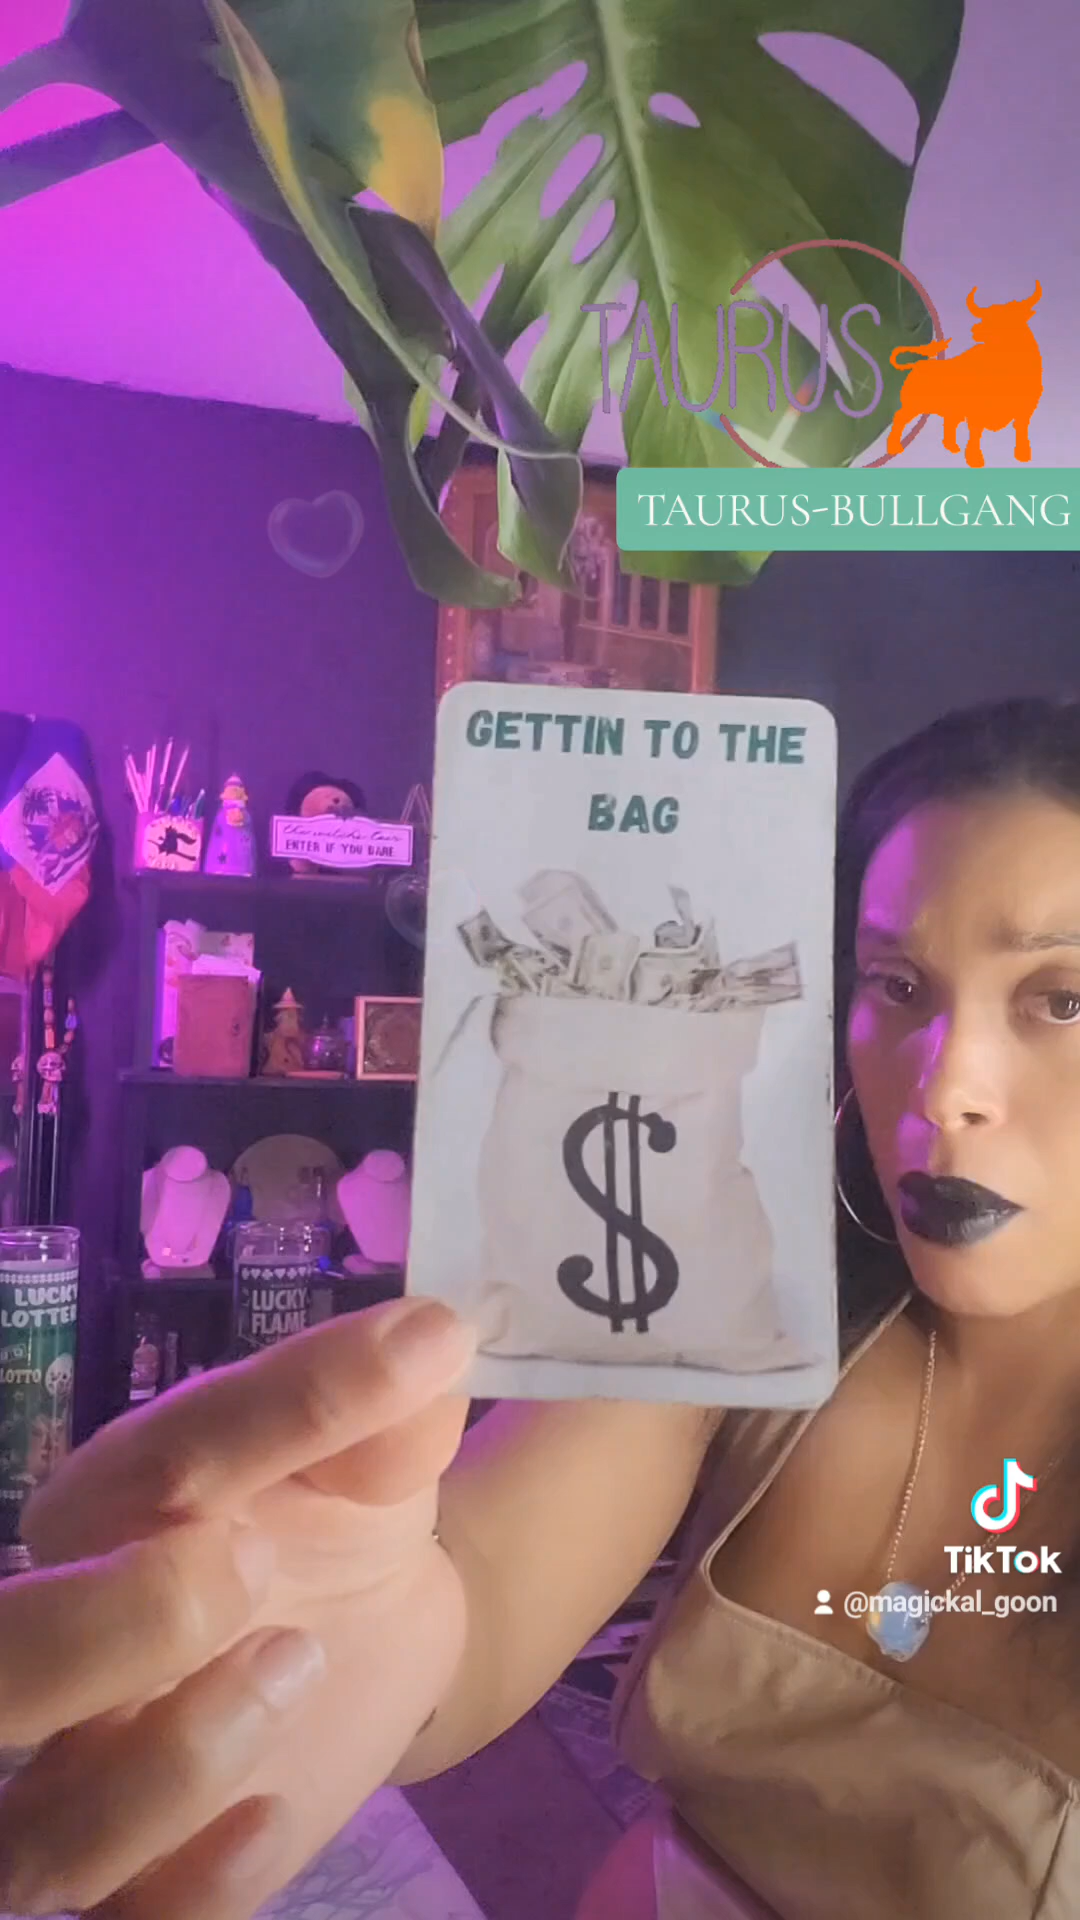 TAURUS
TAURUS-BULLGANG
GETTIN TO THE
BAG
ENTER IF YOU DARE
LUCKY
LOTTER
LOTTO
LUCKY
FLAME
TikTok
@magickal_goon